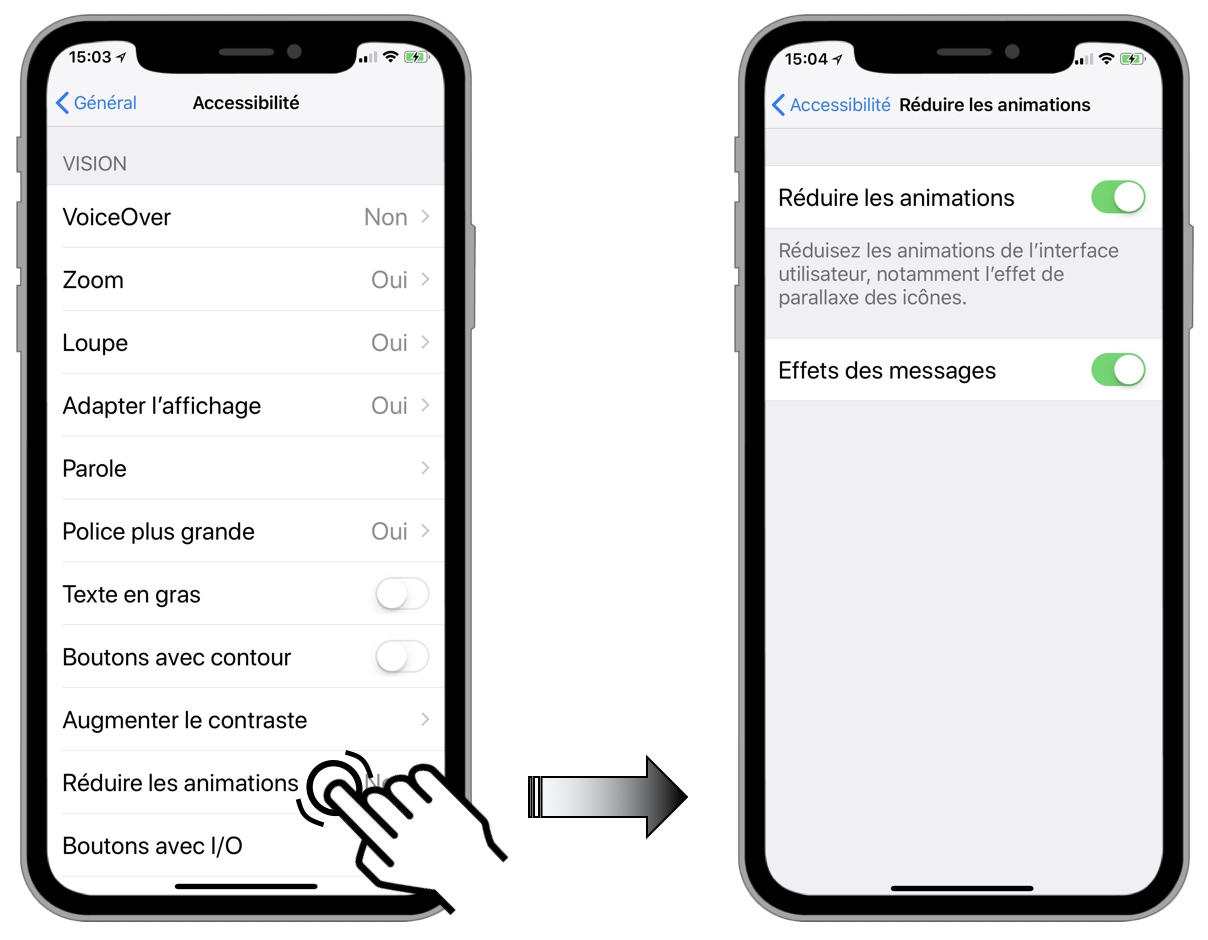 15:03
Général
Accessibilité
VISION
VoiceOver Non
Zoom Oui
Loupe Oui
Adapter l’affichage Oui
Parole
Police plus grande Oui
Texte en gras
Boutons avec contour
Augmenter le contraste
Réduire les animations
Boutons avec I/O
15:04
Accessibilité Réduire les animations
Réduire les animations
Réduisez les animations de l’interface
utilisateur, notamment l’effet de
parallaxe des icônes.
Effets des messages